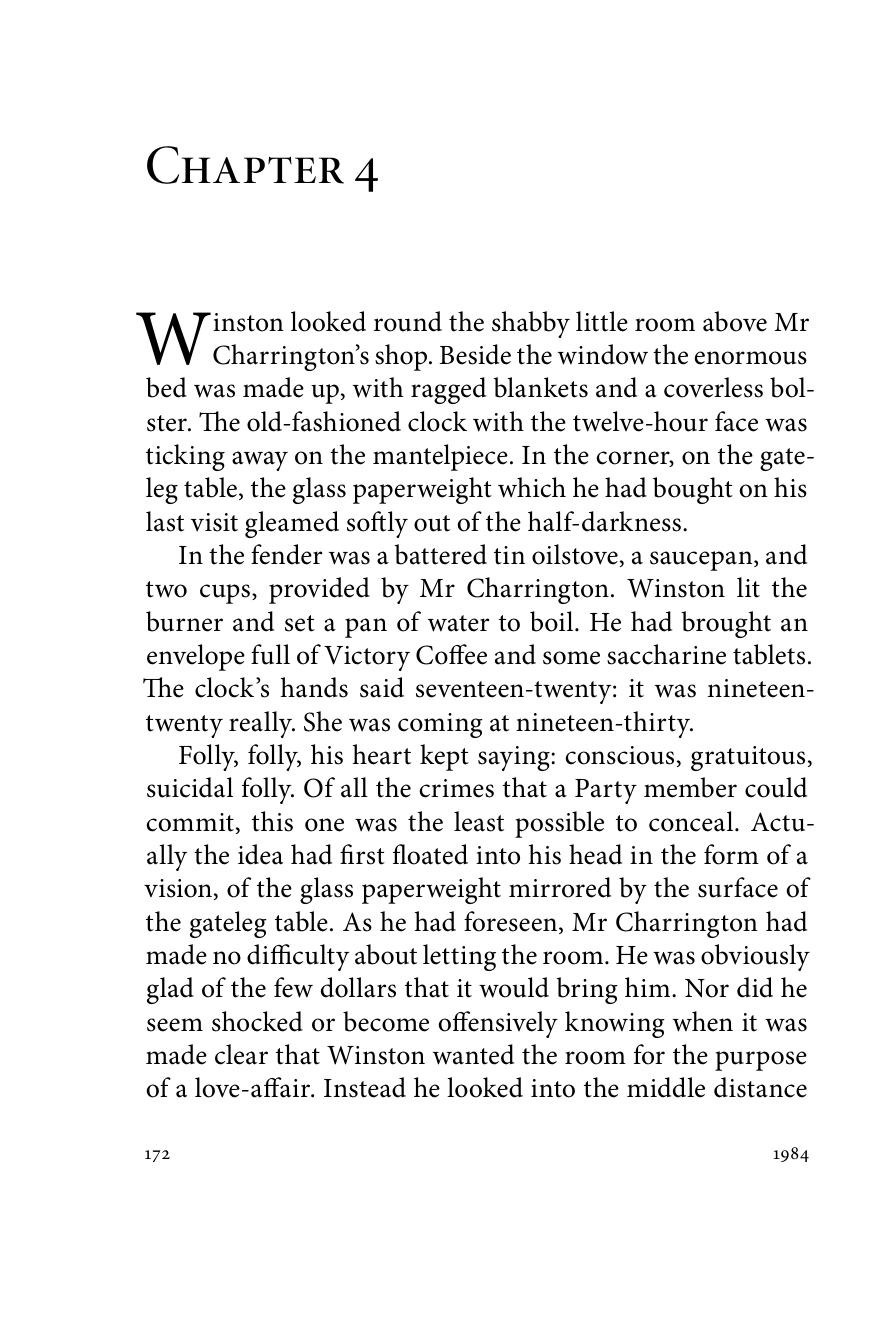 Chapter 4
Winston looked round the shabby little room above Mr
Charrington’s shop. Beside the window the enormous
bed was made up, with ragged blankets and a coverless bol-
ster. The old-fashioned clock with the twelve-hour face was
ticking away on the mantelpiece. In the corner, on the gate-
leg table, the glass paperweight which he had bought on his
last visit gleamed softly out of the half-darkness.
In the fender was a battered tin oilstove, a saucepan, and
two cups, provided by Mr Charrington. Winston lit the
burner and set a pan of water to boil. He had brought an
envelope full of Victory Coffee and some saccharine tablets.
The clock’s hands said seventeen-twenty: it was nineteen-
twenty really. She was coming at nineteen-thirty.
Folly, folly, his heart kept saying: conscious, gratuitous,
suicidal folly. Of all the crimes that a Party member could
commit, this one was the least possible to conceal. Actu-
ally the idea had first floated into his head in the form of a
vision, of the glass paperweight mirrored by the surface of
the gateleg table. As he had foreseen, Mr Charrington had
made no difficulty about letting the room. He was obviously
glad of the few dollars that it would bring him. Nor did he
seem shocked or become offensively knowing when it was
made clear that Winston wanted the room for the purpose
of a love-affair. Instead he looked into the middle distance
172 1984